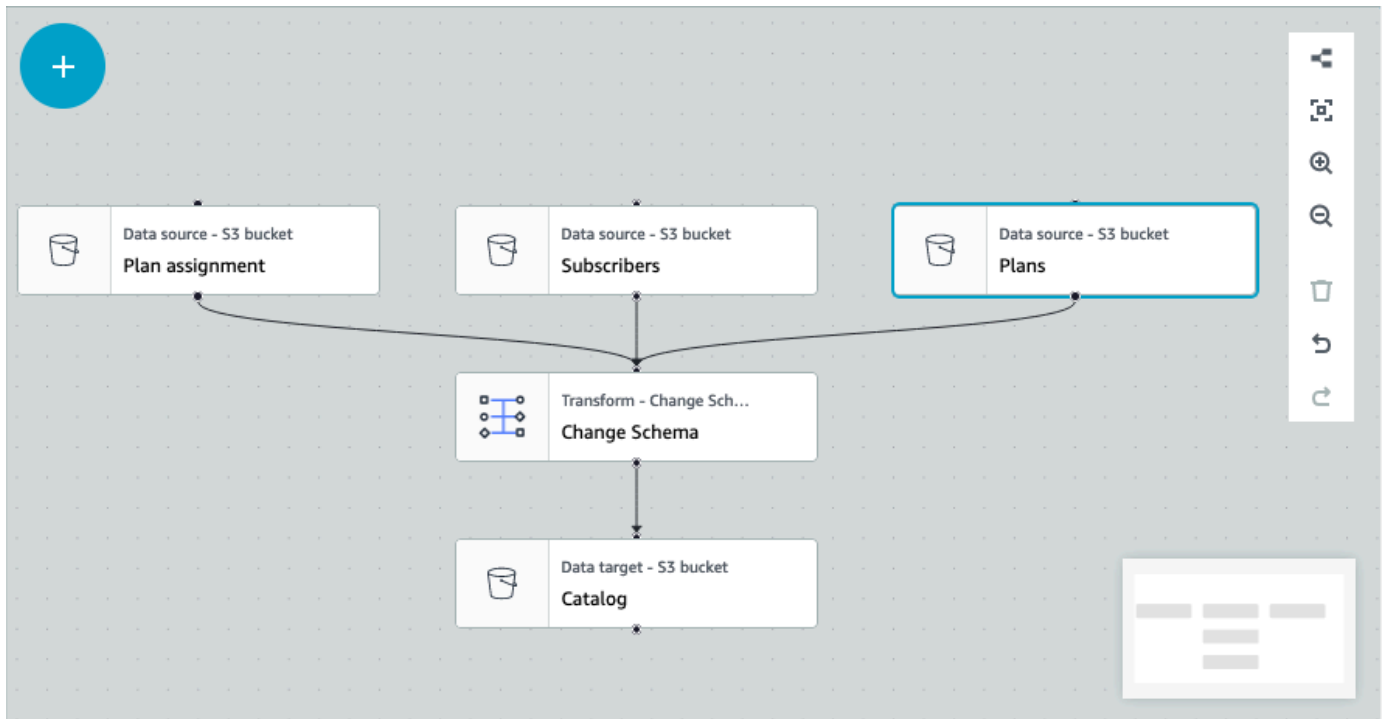 Data source - S3 bucket
Plan assignment
Data source - S3 bucket
Subscribers
Data source - S3 bucket
Plans
Transform - Change Sch...
Change Schema
Data target - S3 bucket
Catalog